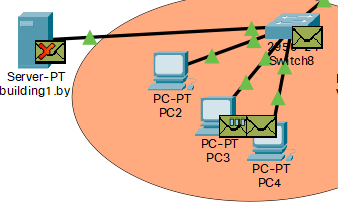 Server-PT
building1.by
Switch8
PC-PT
PC2
PC-PT
PC3
PC-PT
PC4